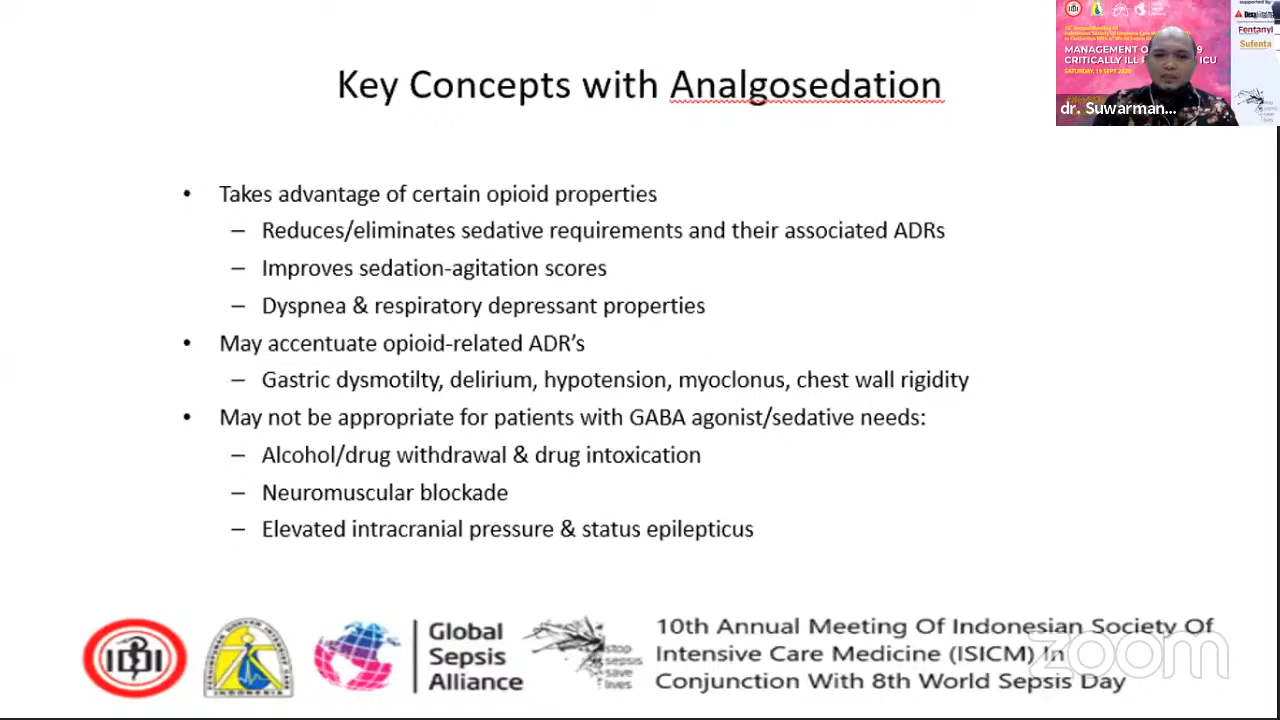 Key Concepts with Analgosedation
• Takes advantage of certain opioid properties
– Reduces/eliminates sedative requirements and their associated ADRs
– Improves sedation-agitation scores
– Dyspnea & respiratory depressant properties
• May accentuate opioid-related ADR’s
– Gastric dysmotilty, delirium, hypotension, myoclonus, chest wall rigidity
• May not be appropriate for patients with GABA agonist/sedative needs:
– Alcohol/drug withdrawal & drug intoxication
– Neuromuscular blockade
– Elevated intracranial pressure & status epilepticus
MANAGEMENT O
CRITICALLY ILL
ICU
SATURDAY, 19 SEPT 2020
dr. Suwarman...
supported by
Fentanyl
Sufenta
IDI
INDONESIA
Global
Sepsis
Alliance
stop
sepsis
save
lives
10th Annual Meeting Of Indonesian Society Of
Intensive Care Medicine (ISICM) In
Conjunction With 8th World Sepsis Day
zoom